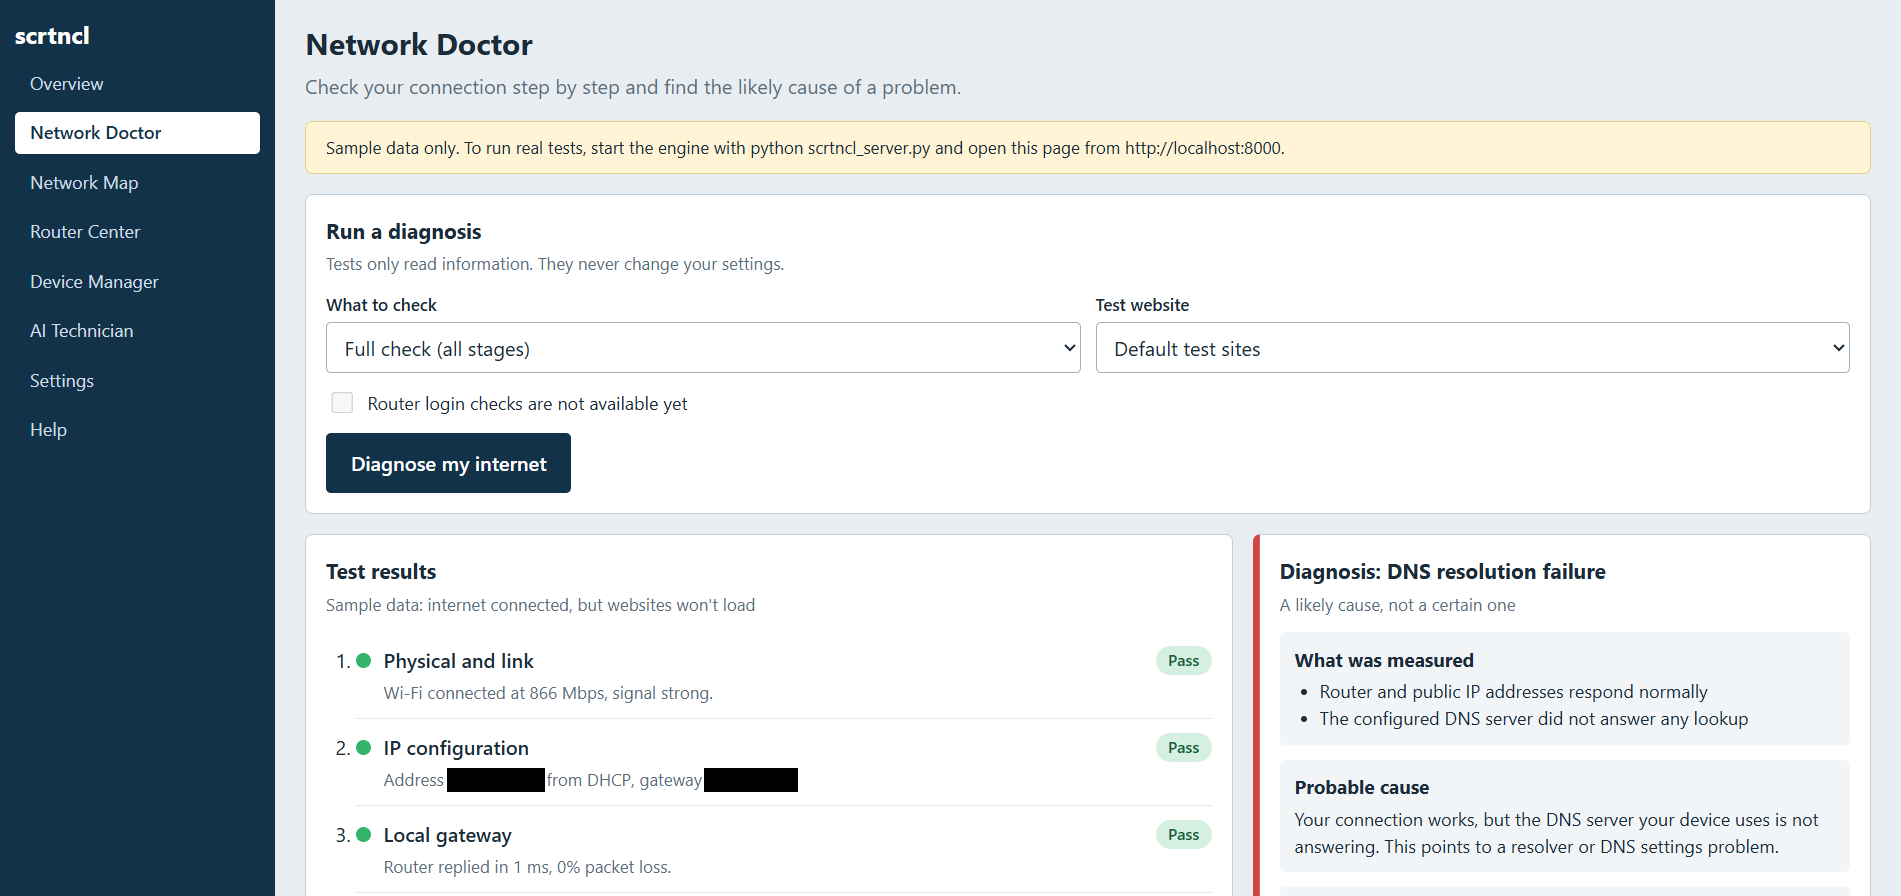 scrtncl
Overview
Network Doctor
Network Map
Router Center
Device Manager
AI Technician
Settings
Help
Network Doctor
Check your connection step by step and find the likely cause of a problem.
Sample data only. To run real tests, start the engine with python scrtncl_server.py and open this page from http://localhost:8000.
Run a diagnosis
Tests only read information. They never change your settings.
What to check
Full check (all stages)
Test website
Default test sites
Router login checks are not available yet
Diagnose my internet
Test results
Sample data: internet connected, but websites won't load
1. Physical and link
Pass
Wi-Fi connected at 866 Mbps, signal strong.
2. IP configuration
Pass
Address from DHCP, gateway
3. Local gateway
Pass
Router replied in 1 ms, 0% packet loss.
Diagnosis: DNS resolution failure
A likely cause, not a certain one
What was measured
• Router and public IP addresses respond normally
• The configured DNS server did not answer any lookup
Probable cause
Your connection works, but the DNS server your device uses is not
answering. This points to a resolver or DNS settings problem.